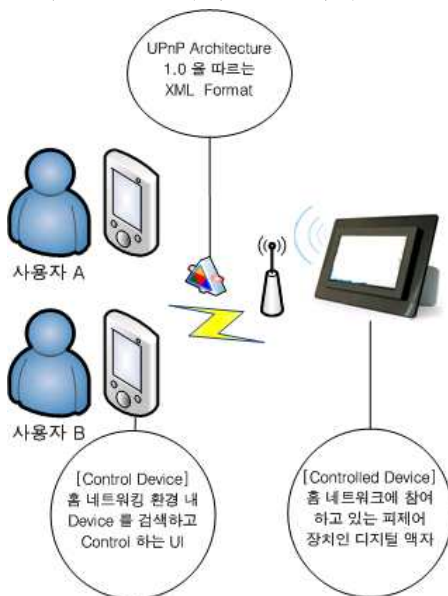 UPnP Architecture
1.0 을 따르는
XML Format
사용자 A
사용자 B
[Control Device]
홈 네트워킹 환경 내
Device 를 검색하고
Control 하는 UI
[Controlled Device]
홈 네트워크에 참여
하고 있는 피제어
장치인 디지털 액자